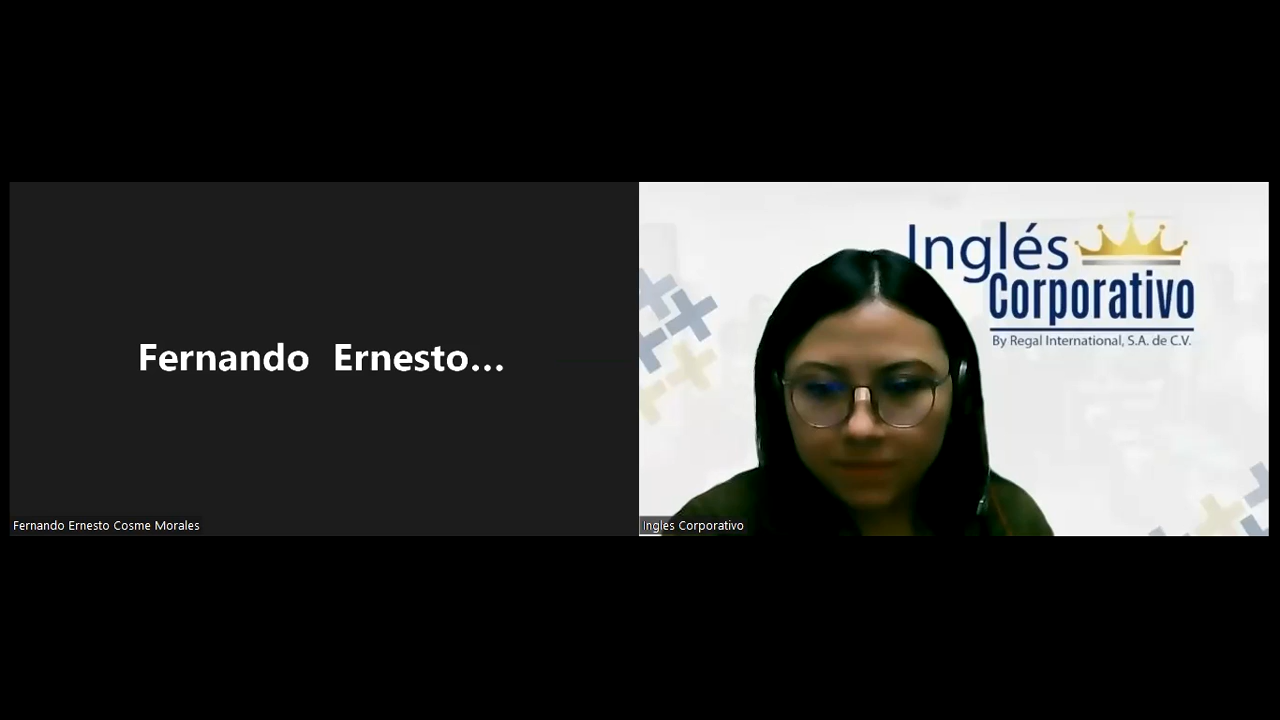 Fernando Ernesto...
Fernando Ernesto Cosme Morales
Inglés
Corporativo
By Regal International, S.A. de C.V.
Ingles Corporativo